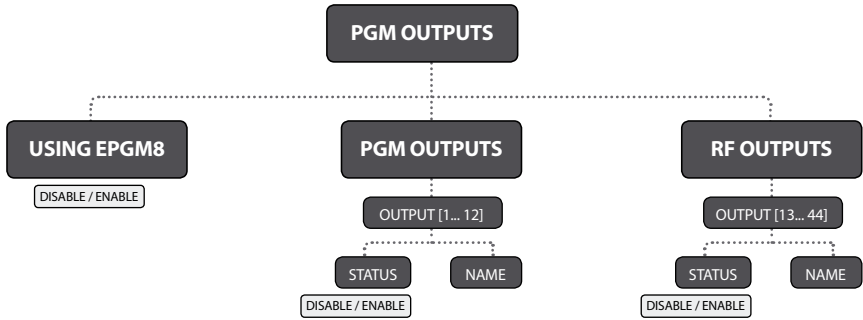 PGM OUTPUTS
USING EPGM8
DISABLE / ENABLE
PGM OUTPUTS
OUTPUT [1... 12]
STATUS
DISABLE / ENABLE
NAME
RF OUTPUTS
OUTPUT [13... 44]
STATUS
DISABLE / ENABLE
NAME